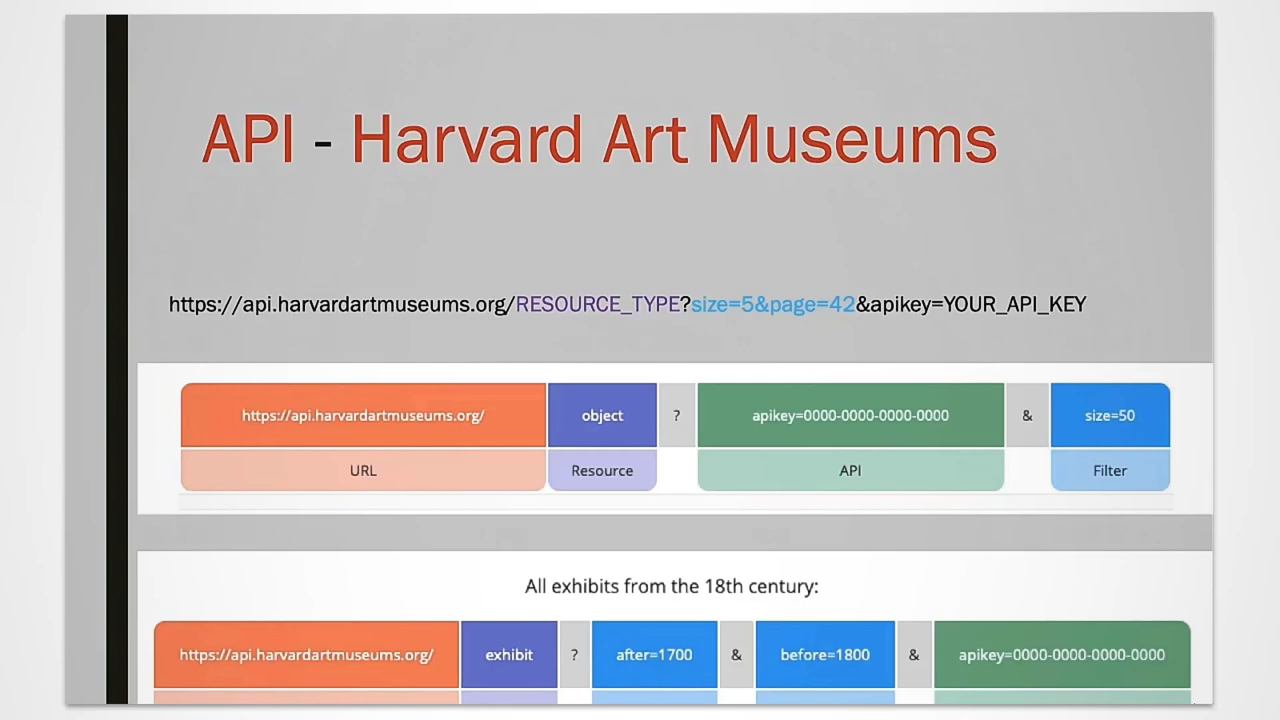 API - Harvard Art Museums
https://api.harvardartmuseums.org/RESOURCE_TYPE?size=5&page=42&apikey=YOUR_API_KEY
https://api.harvardartmuseums.org/ object ? apikey=0000-0000-0000-0000 & size=50
URL Resource API Filter
All exhibits from the 18th century:
https://api.harvardartmuseums.org/ exhibit ? after=1700 & before=1800 & apikey=0000-0000-0000-0000